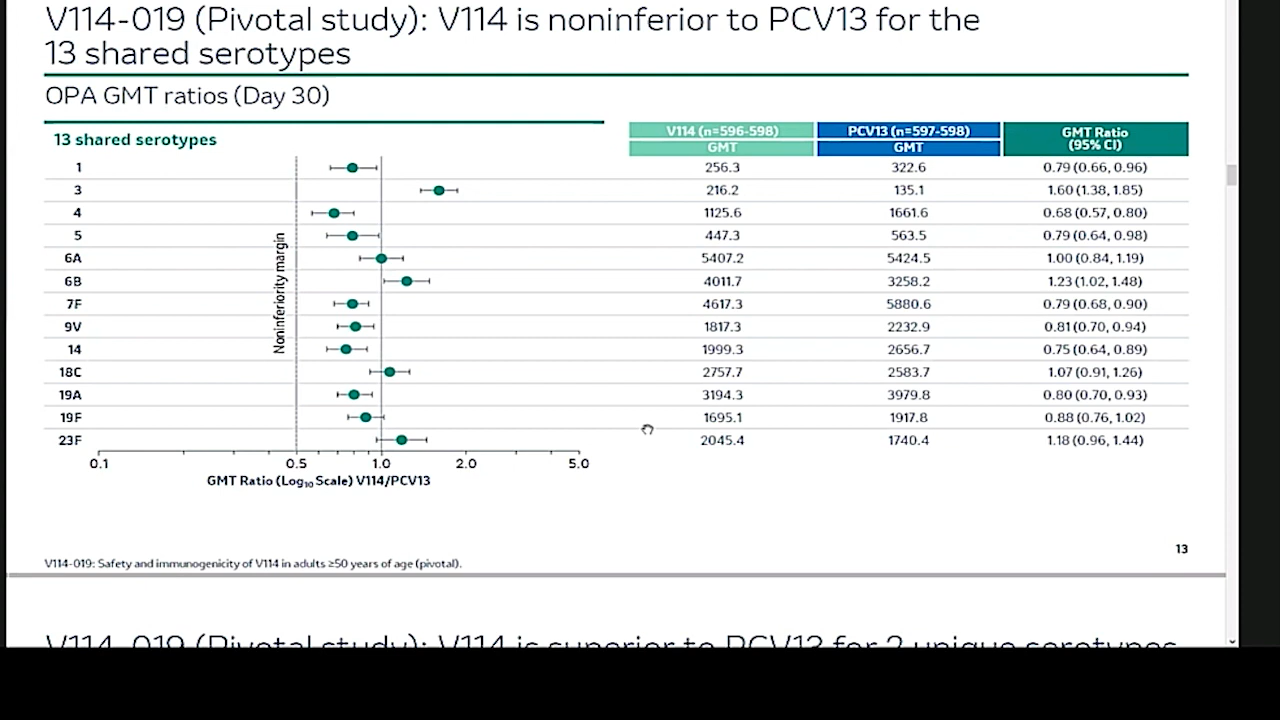 V114-019 (Pivotal study): V114 is noninferior to PCV13 for the
13 shared serotypes
OPA GMT ratios (Day 30)
13 shared serotypes
V114 (n=596-598) PCV13 (n=597-598) GMT Ratio
GMT GMT (95% CI)
1 256.3 322.6 0.79 (0.66, 0.96)
3 216.2 135.1 1.60 (1.38, 1.85)
4 1125.6 1661.6 0.68 (0.57, 0.80)
5 447.3 563.5 0.79 (0.64, 0.98)
6A 5407.2 5424.5 1.00 (0.84, 1.19)
6B 4011.7 3258.2 1.23 (1.02, 1.48)
7F 4617.3 5880.6 0.79 (0.68, 0.90)
9V 1817.3 2232.9 0.81 (0.70, 0.94)
14 1999.3 2656.7 0.75 (0.64, 0.89)
18C 2757.7 2583.7 1.07 (0.91, 1.26)
19A 3194.3 3979.8 0.80 (0.70, 0.93)
19F 1695.1 1917.8 0.88 (0.76, 1.02)
23F 2045.4 1740.4 1.18 (0.96, 1.44)
Noninferiority margin
0.1 0.5 1.0 2.0 5.0
GMT Ratio (Log₁₀ Scale) V114/PCV13
13
V114-019: Safety and immunogenicity of V114 in adults ≥50 years of age (pivotal).
V114-019 (Pivotal study): V114 is superior to PCV13 for 2 unique serotypes